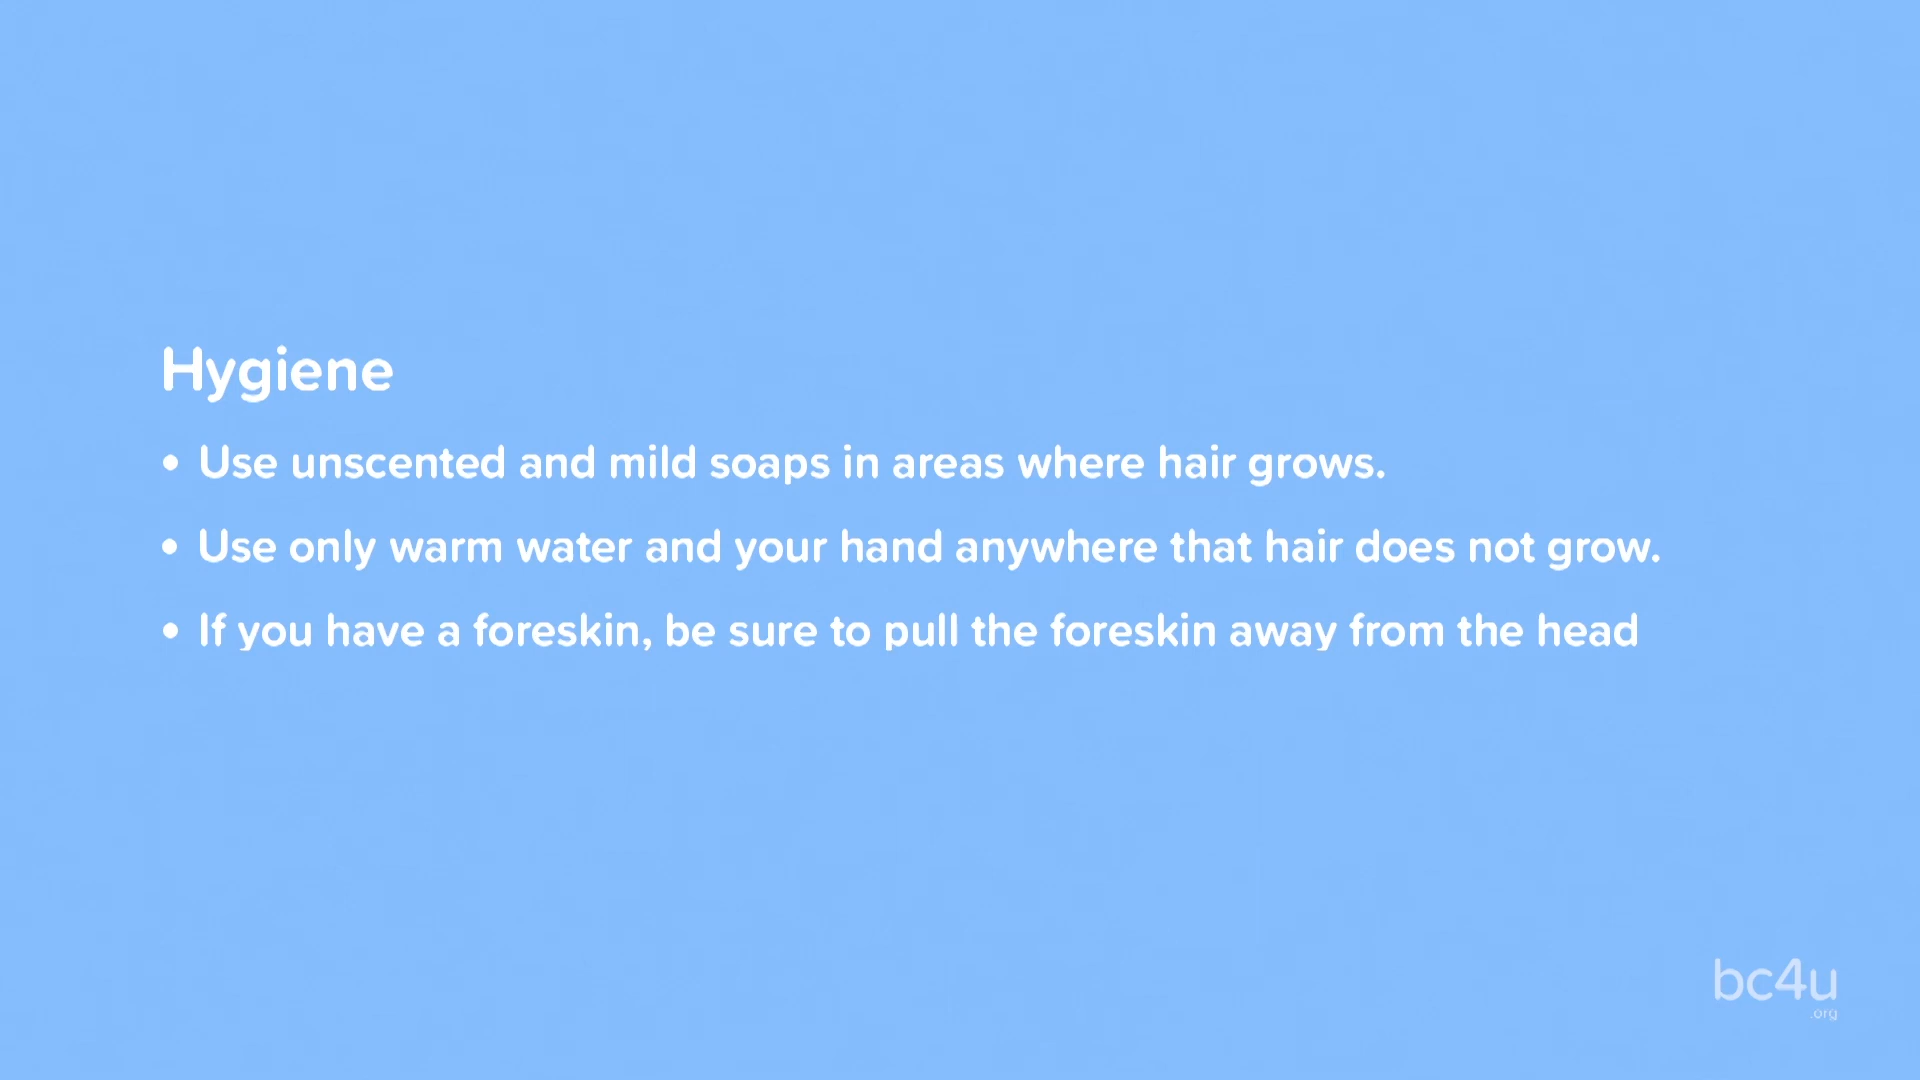 Hygiene
• Use unscented and mild soaps in areas where hair grows.
• Use only warm water and your hand anywhere that hair does not grow.
• If you have a foreskin, be sure to pull the foreskin away from the head
bc4u
.org